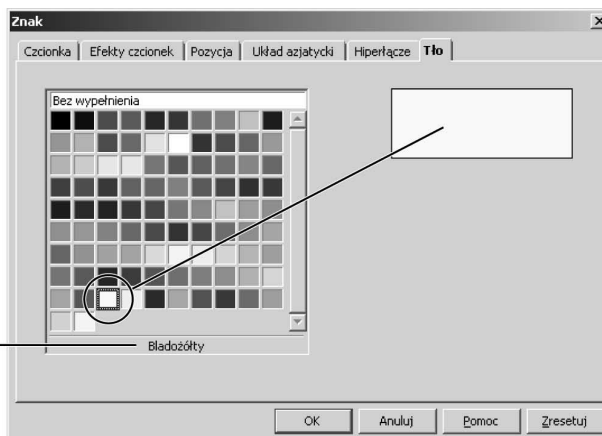 Znak
Czcionka Efekty czcionek Pozycja Układ azjatycki Hiperłącze Tło
Bez wypełnienia
Bladożółty
OK Anuluj Pomoc Zresetuj